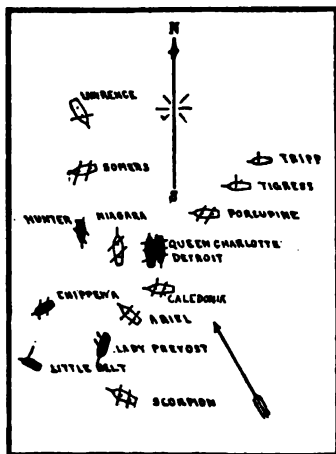 N
LAWRENCE
SOMERS
TRIPP
TIGRESS
S
PORCUPINE
HUNTER
NIAGARA
QUEEN CHARLOTTE
DETROIT
CHIPPEWA
CALEDONIA
ARIEL
LADY PREVOST
LITTLE BELT
SCORPION